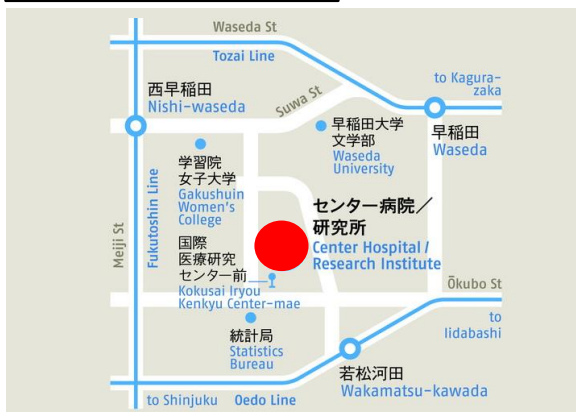 Waseda St
Tozai Line
to Kagura-
zaka
西早稲田
Nishi-waseda
Suwa St
早稲田大学
文学部
Waseda
University
早稲田
Waseda
学習院
女子大学
Gakushuin
Women's
College
Meiji St
Fukutoshin Line
センター病院／
研究所
Center Hospital /
Research Institute
国際
医療研究
センター前
Kokusai Iryou
Kenkyu Center-mae
Ōkubo St
to
Iidabashi
統計局
Statistics
Bureau
若松河田
Wakamatsu-kawada
to Shinjuku
Oedo Line